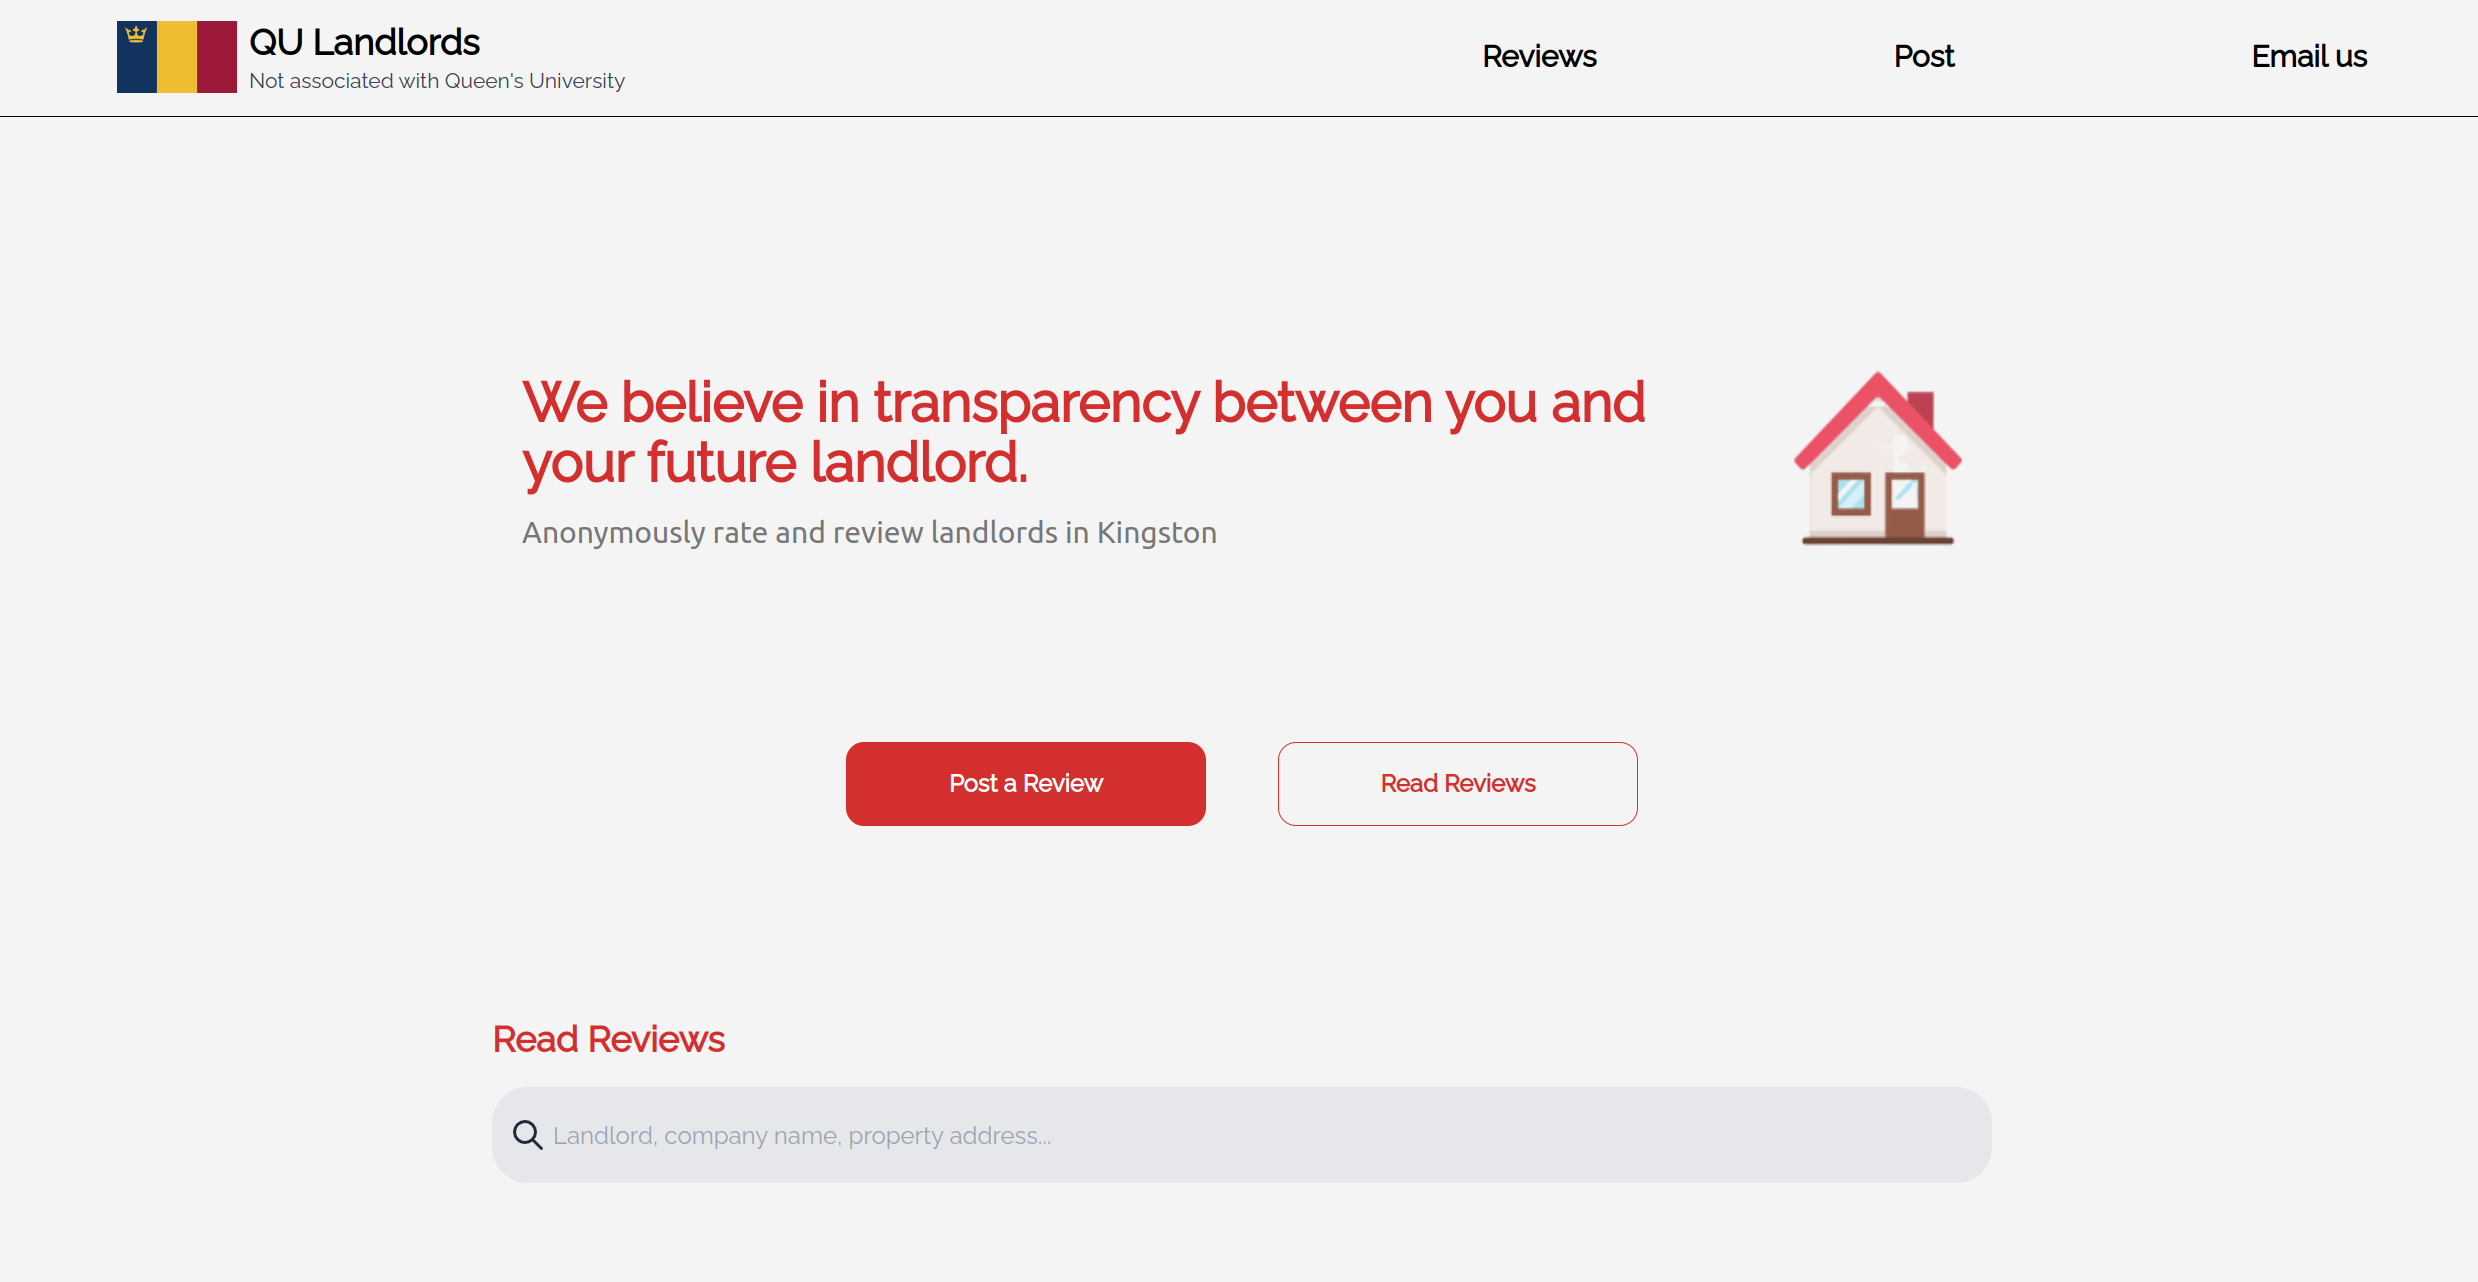 QU Landlords
Not associated with Queen's University
Reviews
Post
Email us
We believe in transparency between you and
your future landlord.
Anonymously rate and review landlords in Kingston
Post a Review
Read Reviews
Read Reviews
Landlord, company name, property address...